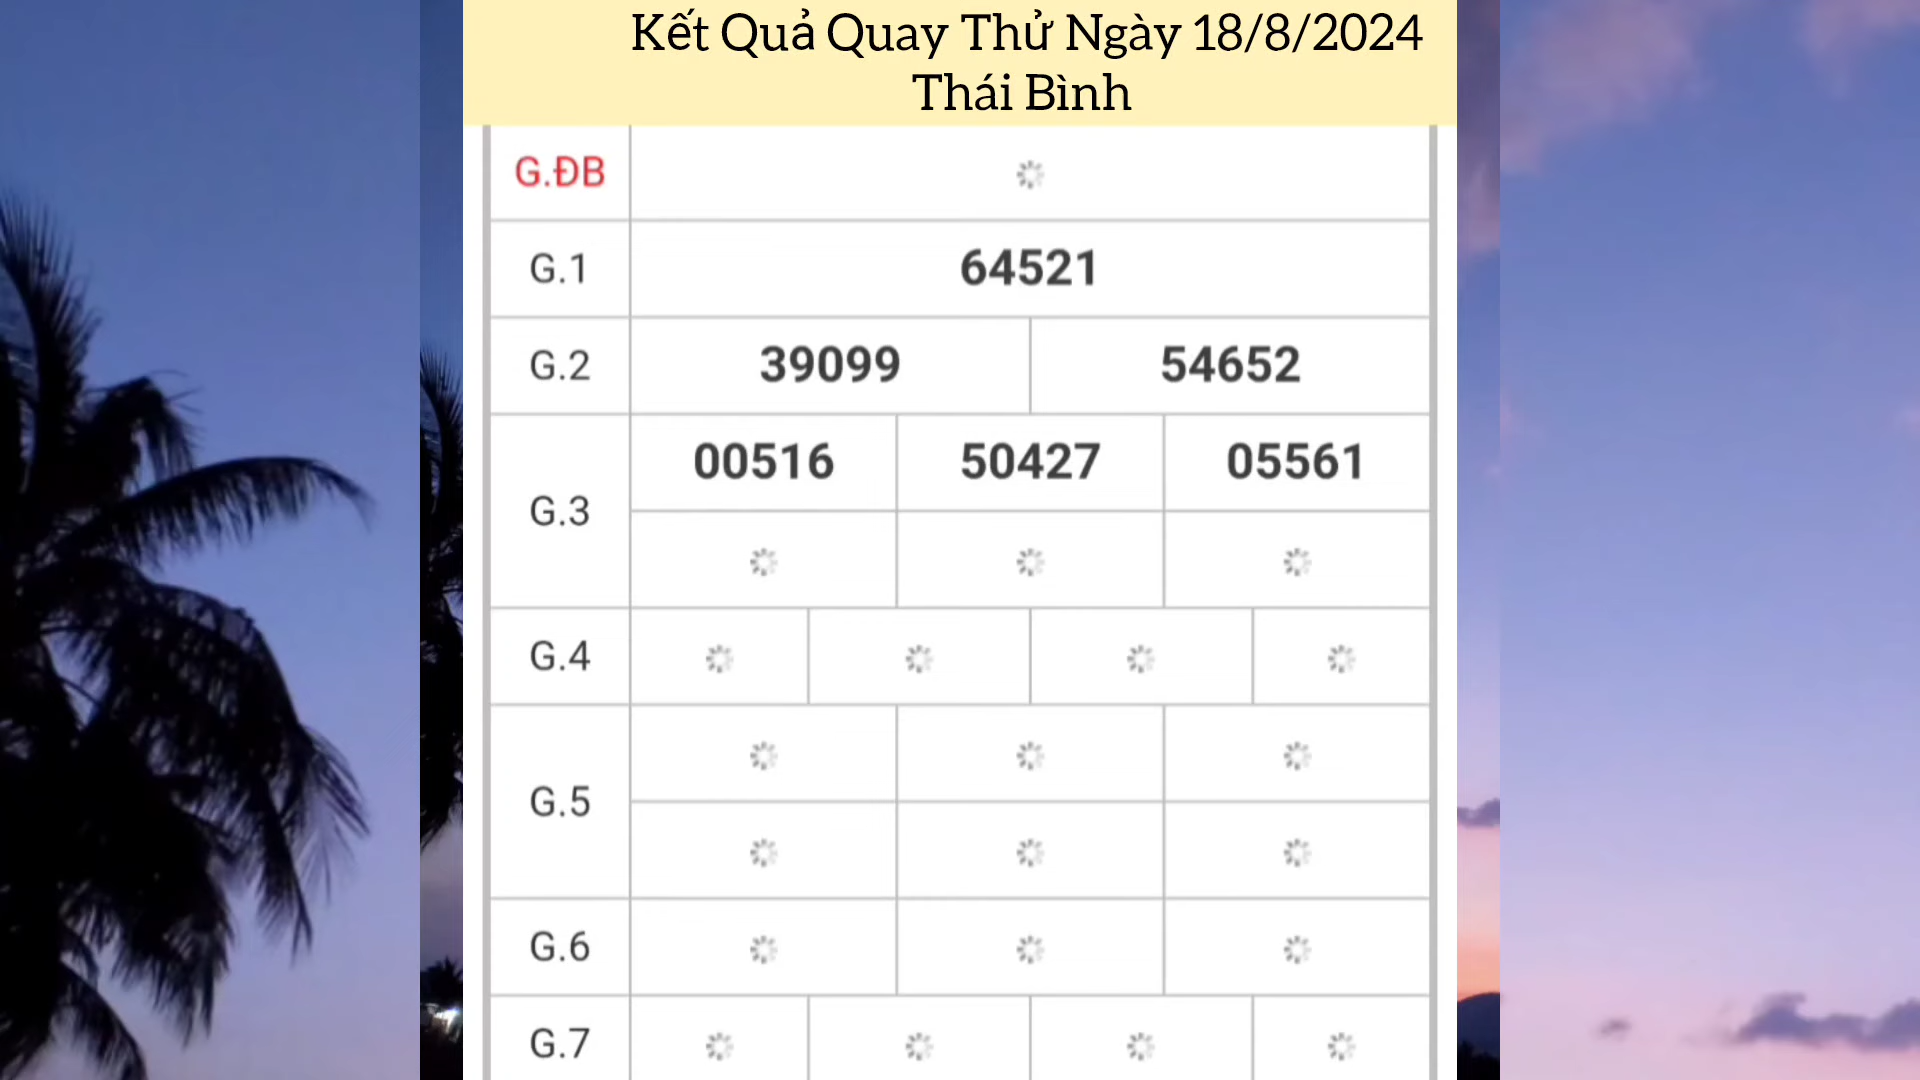 Kết Quả Quay Thử Ngày 18/8/2024
Thái Bình
G.ĐB
G.1 64521
G.2 39099 54652
G.3 00516 50427 05561
G.4
G.5
G.6
G.7